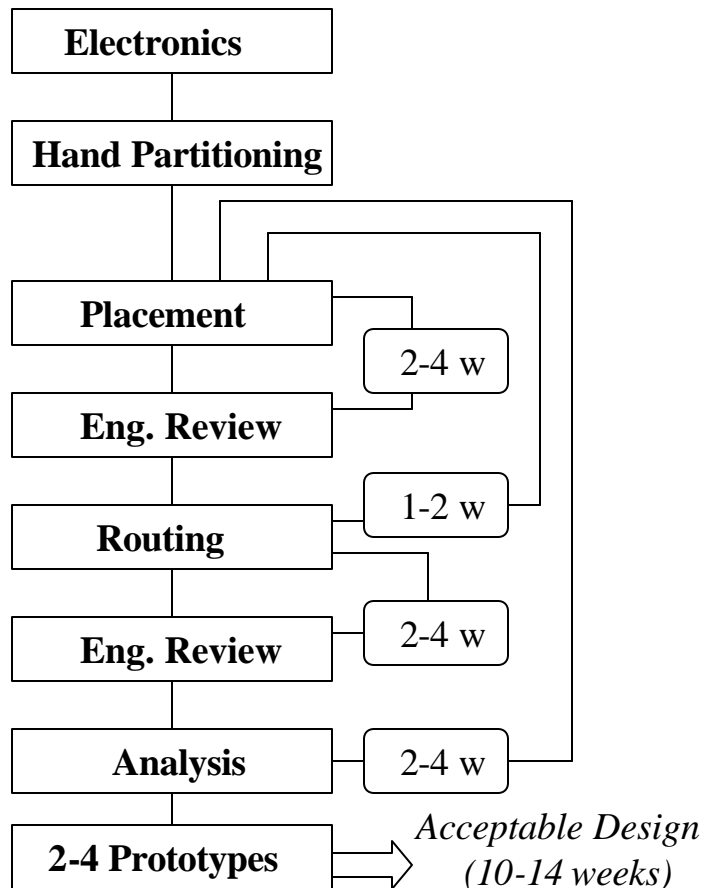 Electronics
Hand Partitioning
Placement
2-4 w
Eng. Review
1-2 w
Routing
2-4 w
Eng. Review
Analysis
2-4 w
2-4 Prototypes
Acceptable Design
(10-14 weeks)